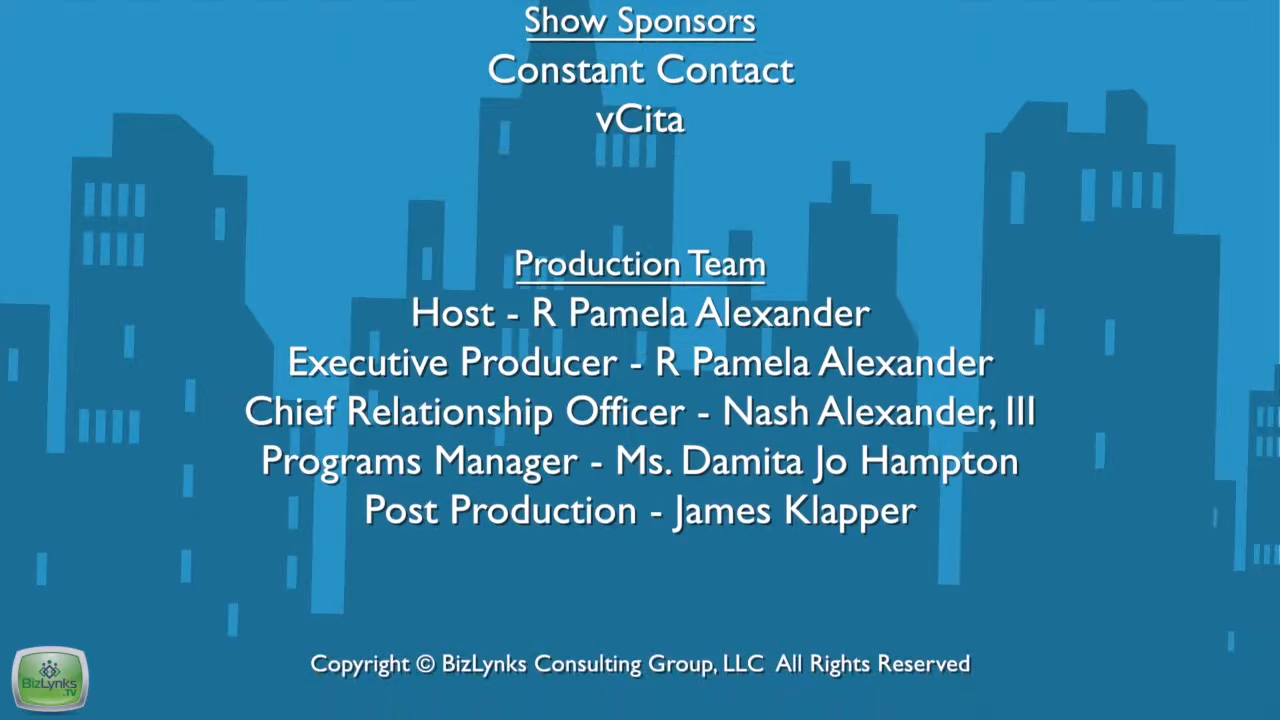 Show Sponsors
Constant Contact
vCita
Production Team
Host - R Pamela Alexander
Executive Producer - R Pamela Alexander
Chief Relationship Officer - Nash Alexander, III
Programs Manager - Ms. Damita Jo Hampton
Post Production - James Klapper
Copyright © BizLynks Consulting Group, LLC  All Rights Reserved
BizLynks
.TV